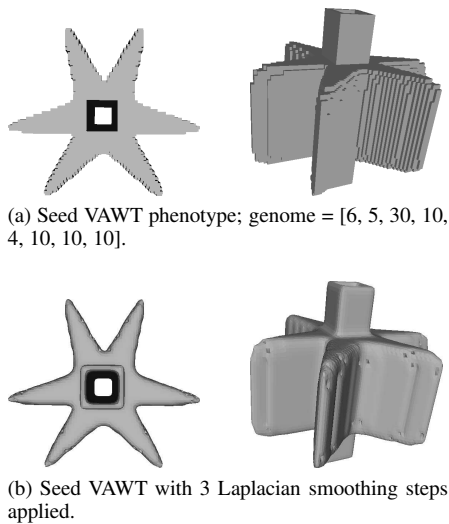 (a) Seed VAWT phenotype; genome = [6, 5, 30, 10,
4, 10, 10, 10].
(b) Seed VAWT with 3 Laplacian smoothing steps
applied.